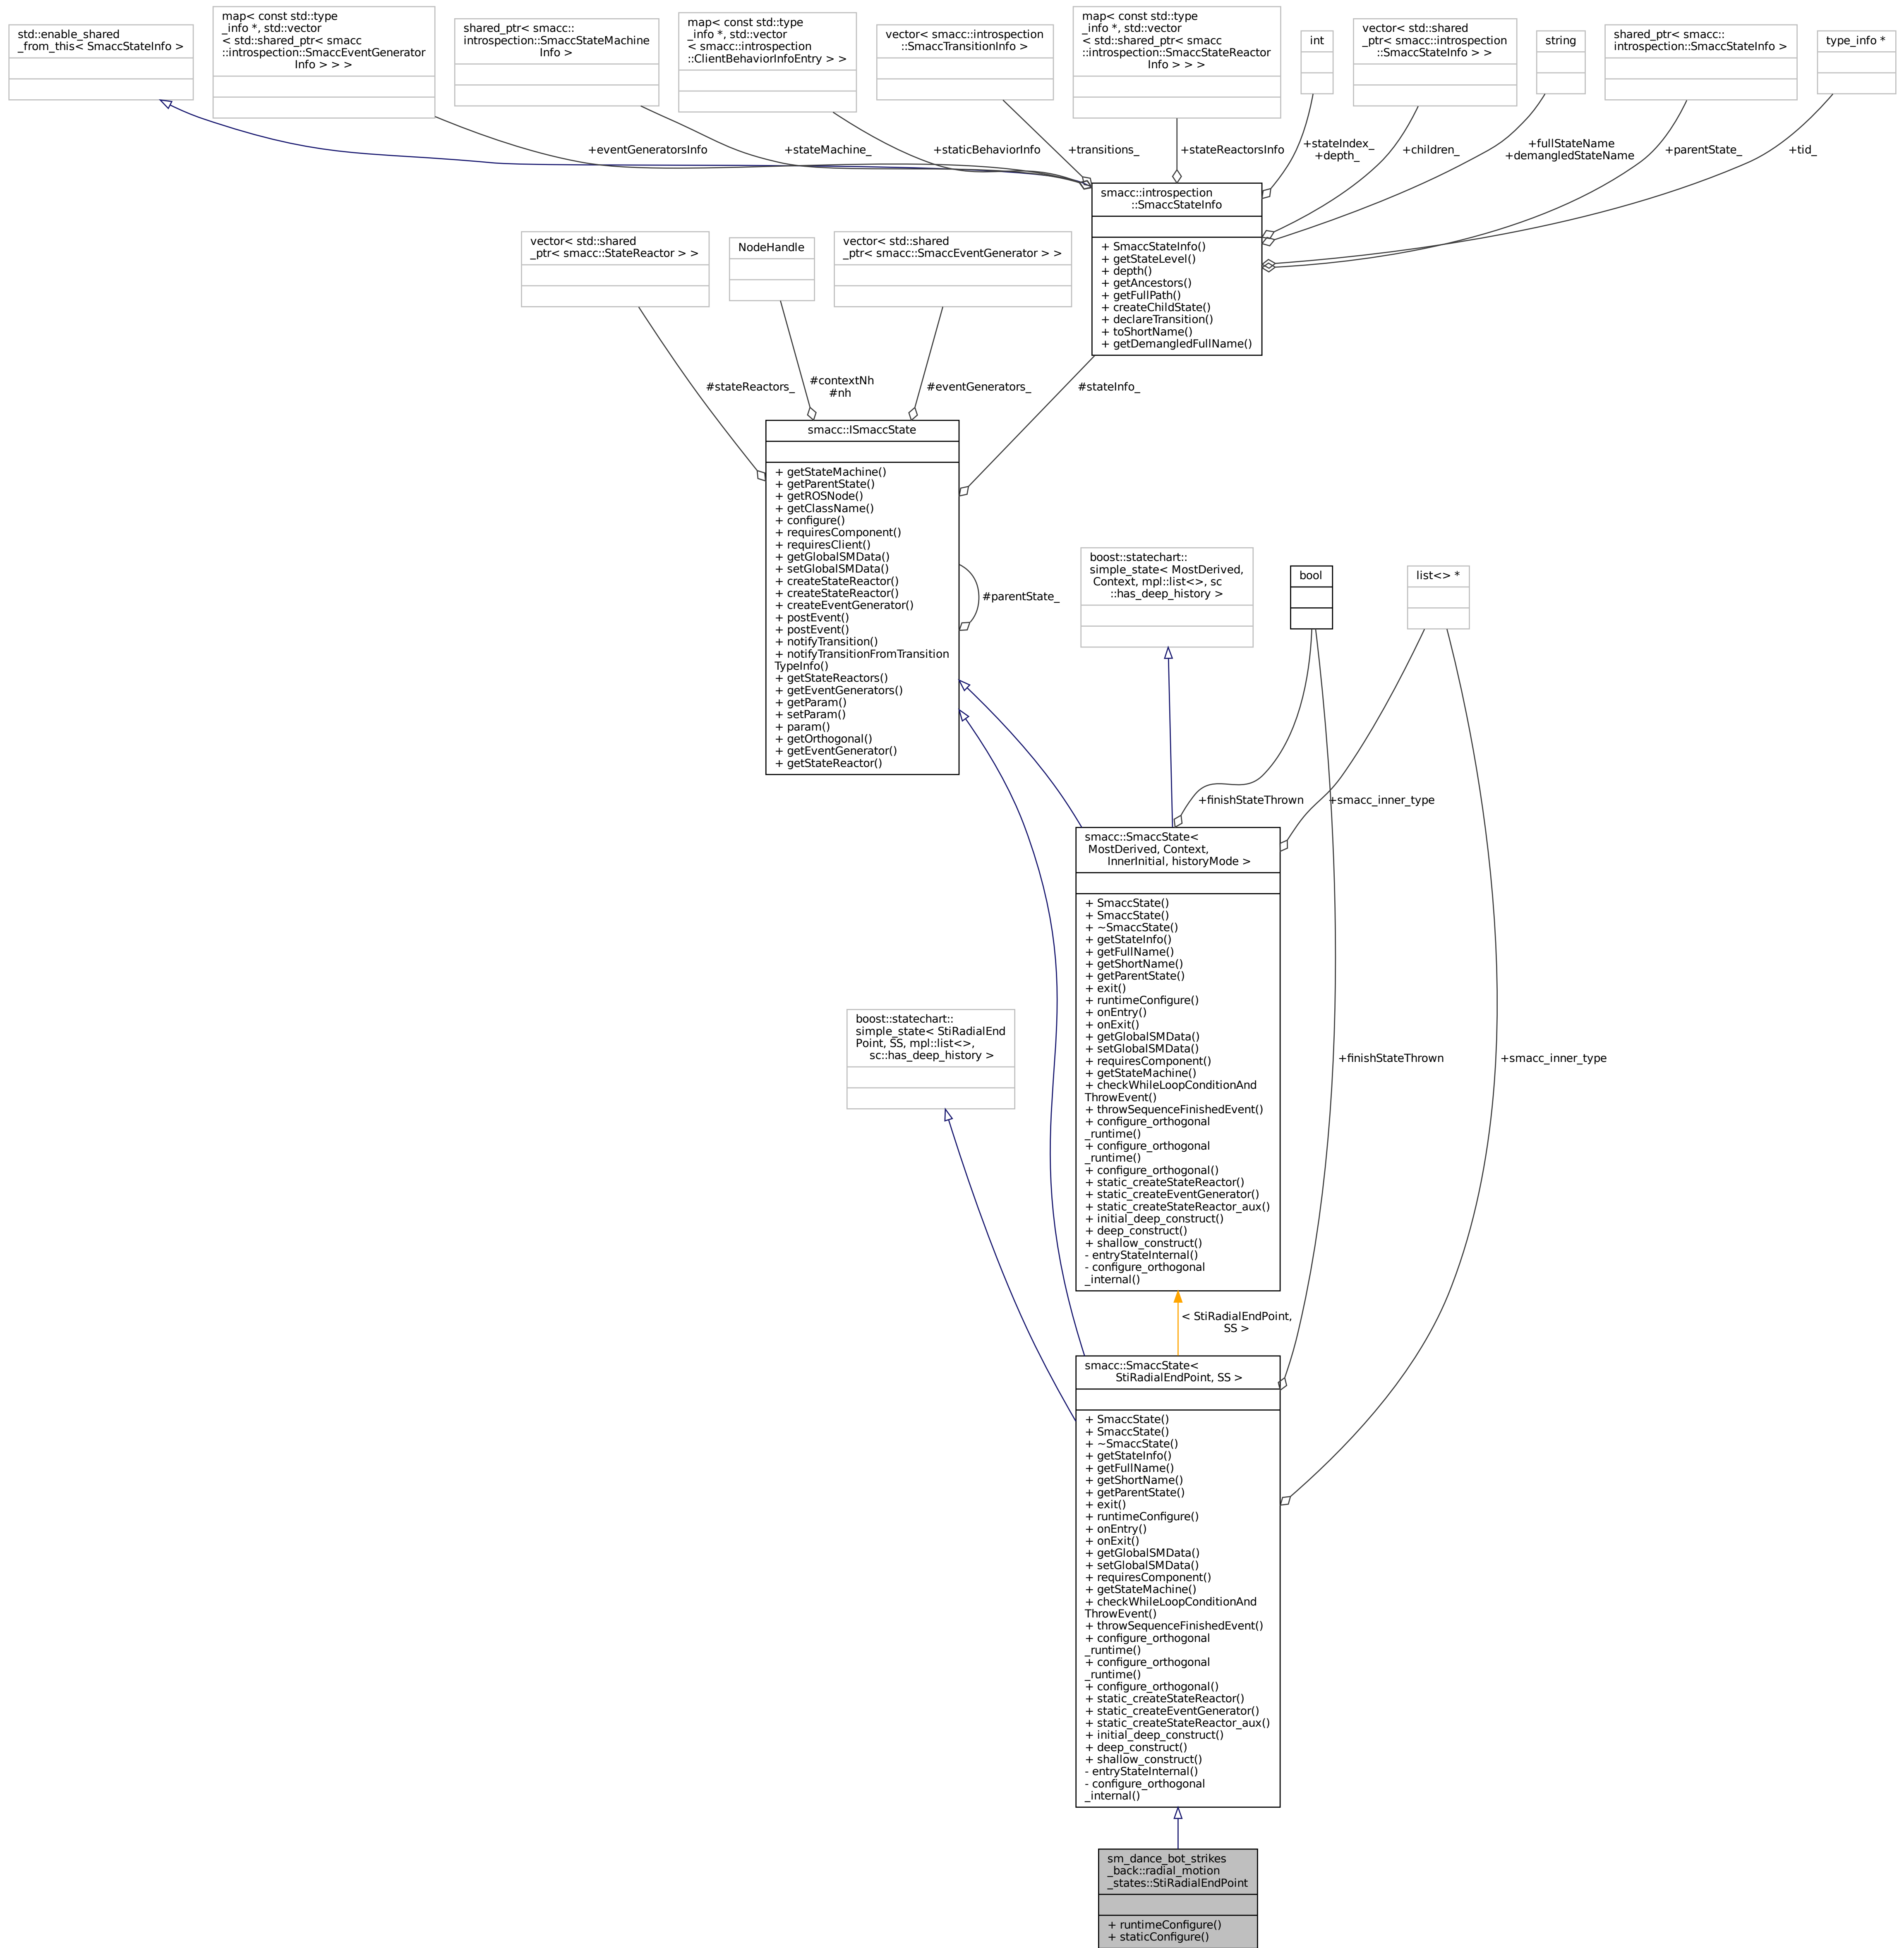 std::enable_shared
_from_this< SmaccStateInfo >
map< const std::type
_info *, std::vector
< std::shared_ptr< smacc
::introspection::SmaccEventGenerator
Info > > >
shared_ptr< smacc::
introspection::SmaccStateMachine
Info >
map< const std::type
_info *, std::vector
< smacc::introspection
::ClientBehaviorInfoEntry > >
vector< smacc::introspection
::SmaccTransitionInfo >
map< const std::type
_info *, std::vector
< std::shared_ptr< smacc
::introspection::SmaccStateReactor
Info > > >
int
vector< std::shared
_ptr< smacc::introspection
::SmaccStateInfo > >
string
shared_ptr< smacc::
introspection::SmaccStateInfo >
type_info *
+eventGeneratorsInfo
+stateMachine_
+staticBehaviorInfo
+transitions_
+stateReactorsInfo
+stateIndex_
+depth_
+children_
+fullStateName
+demangledStateName
+parentState_
+tid_
smacc::introspection
::SmaccStateInfo
+ SmaccStateInfo()
+ getStateLevel()
+ depth()
+ getAncestors()
+ getFullPath()
+ createChildState()
+ declareTransition()
+ toShortName()
+ getDemangledFullName()
vector< std::shared
_ptr< smacc::StateReactor > >
NodeHandle
vector< std::shared
_ptr< smacc::SmaccEventGenerator > >
#stateReactors_
#contextNh
#nh
#eventGenerators_
#stateInfo_
smacc::ISmaccState
+ getStateMachine()
+ getParentState()
+ getROSNode()
+ getClassName()
+ configure()
+ requiresComponent()
+ requiresClient()
+ getGlobalSMData()
+ setGlobalSMData()
+ createStateReactor()
+ createStateReactor()
+ createEventGenerator()
+ postEvent()
+ postEvent()
+ notifyTransition()
+ notifyTransitionFromTransition
TypeInfo()
+ getStateReactors()
+ getEventGenerators()
+ getParam()
+ setParam()
+ param()
+ getOrthogonal()
+ getEventGenerator()
+ getStateReactor()
#parentState_
boost::statechart::
simple_state< MostDerived,
Context, mpl::list<>, sc
::has_deep_history >
bool
list<> *
+finishStateThrown
+smacc_inner_type
smacc::SmaccState<
MostDerived, Context,
InnerInitial, historyMode >
+ SmaccState()
+ SmaccState()
+ ~SmaccState()
+ getStateInfo()
+ getFullName()
+ getShortName()
+ getParentState()
+ exit()
+ runtimeConfigure()
+ onEntry()
+ onExit()
+ getGlobalSMData()
+ setGlobalSMData()
+ requiresComponent()
+ getStateMachine()
+ checkWhileLoopConditionAnd
ThrowEvent()
+ throwSequenceFinishedEvent()
+ configure_orthogonal
_runtime()
+ configure_orthogonal
_runtime()
+ configure_orthogonal()
+ static_createStateReactor()
+ static_createEventGenerator()
+ static_createStateReactor_aux()
+ initial_deep_construct()
+ deep_construct()
+ shallow_construct()
- entryStateInternal()
- configure_orthogonal
_internal()
boost::statechart::
simple_state< StiRadialEnd
Point, SS, mpl::list<>,
sc::has_deep_history >
+finishStateThrown
+smacc_inner_type
< StiRadialEndPoint,
SS >
smacc::SmaccState<
StiRadialEndPoint, SS >
+ SmaccState()
+ SmaccState()
+ ~SmaccState()
+ getStateInfo()
+ getFullName()
+ getShortName()
+ getParentState()
+ exit()
+ runtimeConfigure()
+ onEntry()
+ onExit()
+ getGlobalSMData()
+ setGlobalSMData()
+ requiresComponent()
+ getStateMachine()
+ checkWhileLoopConditionAnd
ThrowEvent()
+ throwSequenceFinishedEvent()
+ configure_orthogonal
_runtime()
+ configure_orthogonal
_runtime()
+ configure_orthogonal()
+ static_createStateReactor()
+ static_createEventGenerator()
+ static_createStateReactor_aux()
+ initial_deep_construct()
+ deep_construct()
+ shallow_construct()
- entryStateInternal()
- configure_orthogonal
_internal()
sm_dance_bot_strikes
_back::radial_motion
_states::StiRadialEndPoint
+ runtimeConfigure()
+ staticConfigure()